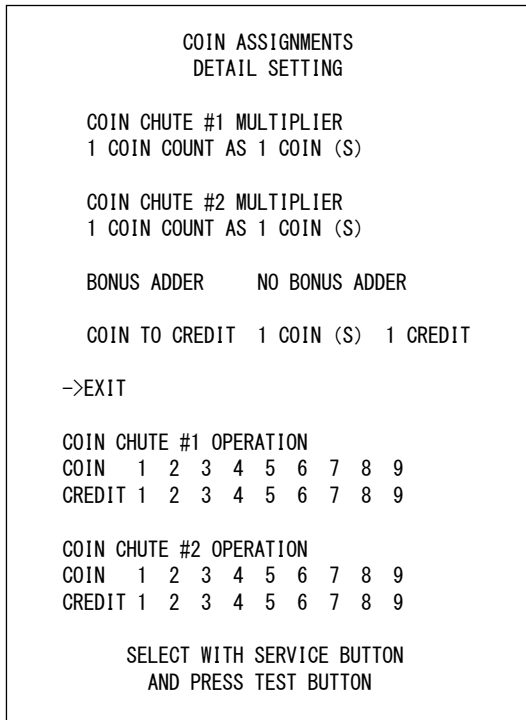 COIN ASSIGNMENTS
DETAIL SETTING
COIN CHUTE #1 MULTIPLIER
1 COIN COUNT AS 1 COIN (S)
COIN CHUTE #2 MULTIPLIER
1 COIN COUNT AS 1 COIN (S)
BONUS ADDER NO BONUS ADDER
COIN TO CREDIT 1 COIN (S) 1 CREDIT
->EXIT
COIN CHUTE #1 OPERATION
COIN 1 2 3 4 5 6 7 8 9
CREDIT 1 2 3 4 5 6 7 8 9
COIN CHUTE #2 OPERATION
COIN 1 2 3 4 5 6 7 8 9
CREDIT 1 2 3 4 5 6 7 8 9
SELECT WITH SERVICE BUTTON
AND PRESS TEST BUTTON